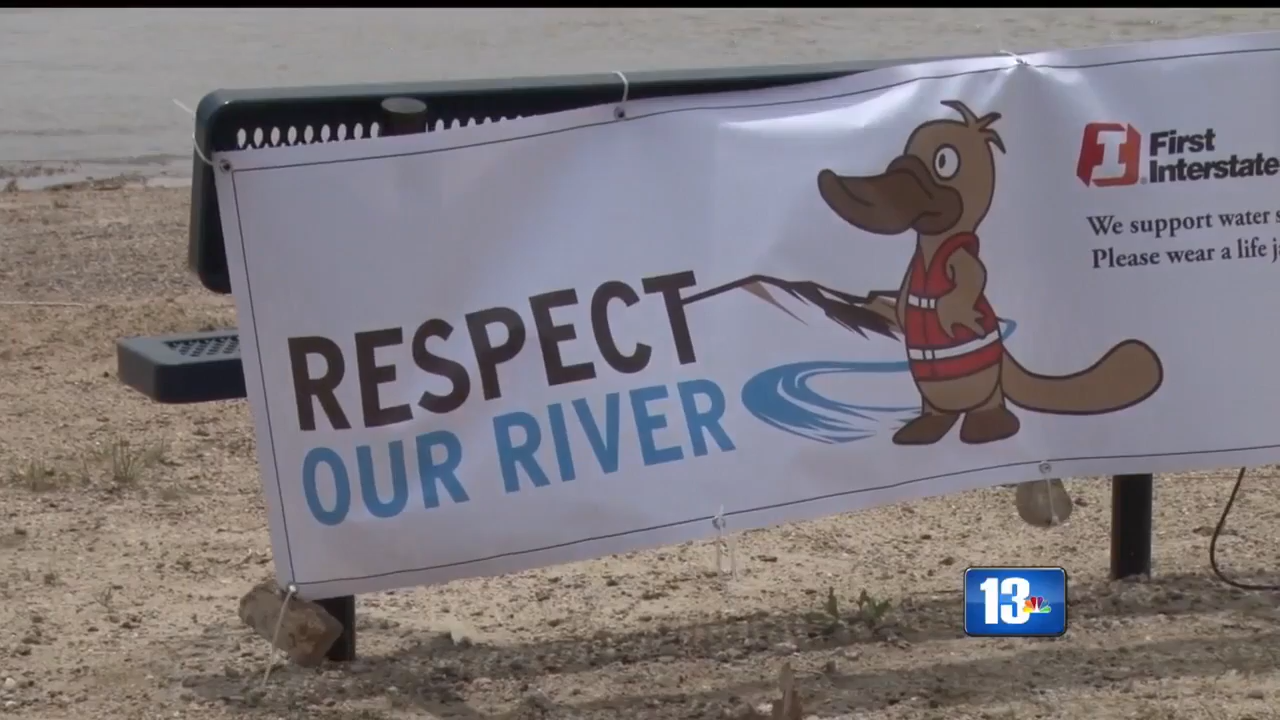 RESPECT
OUR RIVER
First
Interstate
We support water
Please wear a life
13